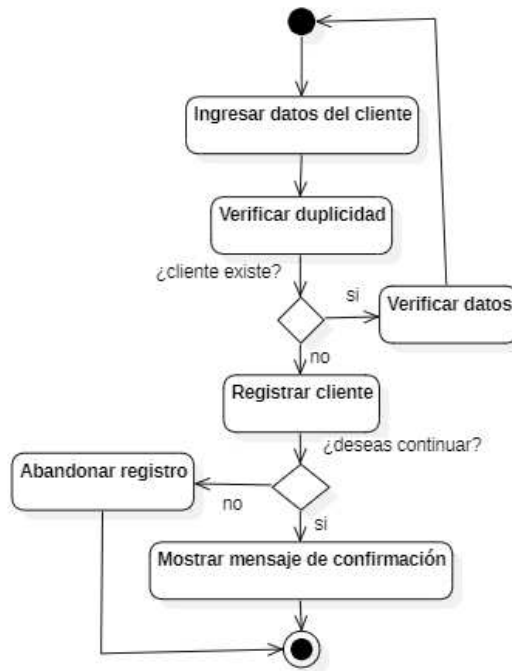 Ingresar datos del cliente
Verificar duplicidad
¿cliente existe?
si
Verificar datos
no
Registrar cliente
¿deseas continuar?
Abandonar registro
no
si
Mostrar mensaje de confirmación